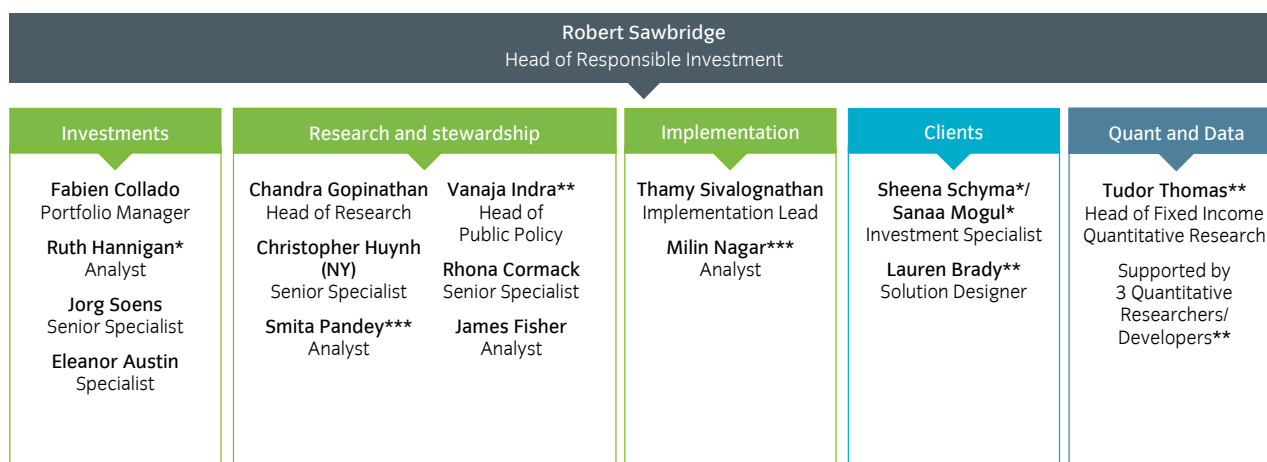 Robert Sawbridge
Head of Responsible Investment
Investments
Fabien Collado
Portfolio Manager
Ruth Hannigan*
Analyst
Jorg Soens
Senior Specialist
Eleanor Austin
Specialist
Research and stewardship
Chandra Gopinathan
Head of Research
Christopher Huynh
(NY)
Senior Specialist
Smita Pandey***
Analyst
Vanaja Indra**
Head of
Public Policy
Rhona Cormack
Senior Specialist
James Fisher
Analyst
Implementation
Thamy Sivalognathan
Implementation Lead
Milin Nagar***
Analyst
Clients
Sheena Schyma*/
Sanaa Mogul*
Investment Specialist
Lauren Brady**
Solution Designer
Quant and Data
Tudor Thomas**
Head of Fixed Income
Quantitative Research
Supported by
3 Quantitative
Researchers/
Developers**